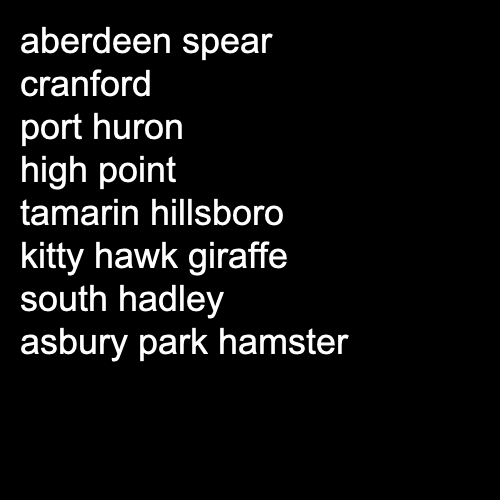 aberdeen spear
cranford
port huron
high point
tamarin hillsboro
kitty hawk giraffe
south hadley
asbury park hamster